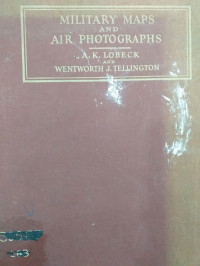 MILITARY MAPS
AND
AIR PHOTOGRAPHS
A. K. LOBECK
AND
WENTWORTH J. TELLINGTON